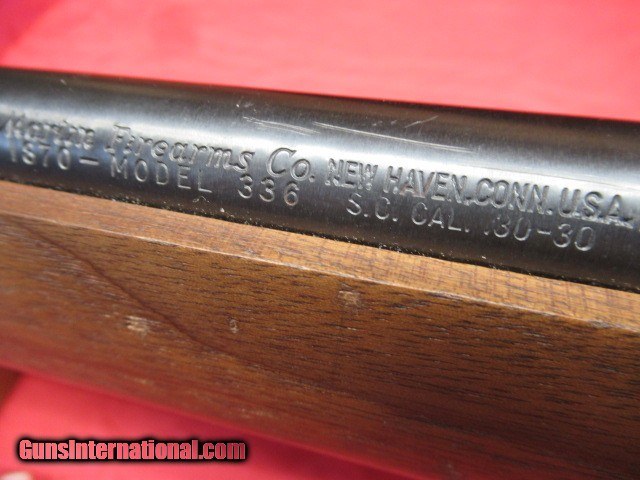 Marlin Firearms Co. NEW HAVEN, CONN. U.S.A.
1870 - MODEL 336 S.C. CAL. .30-30
GunsInternational.com